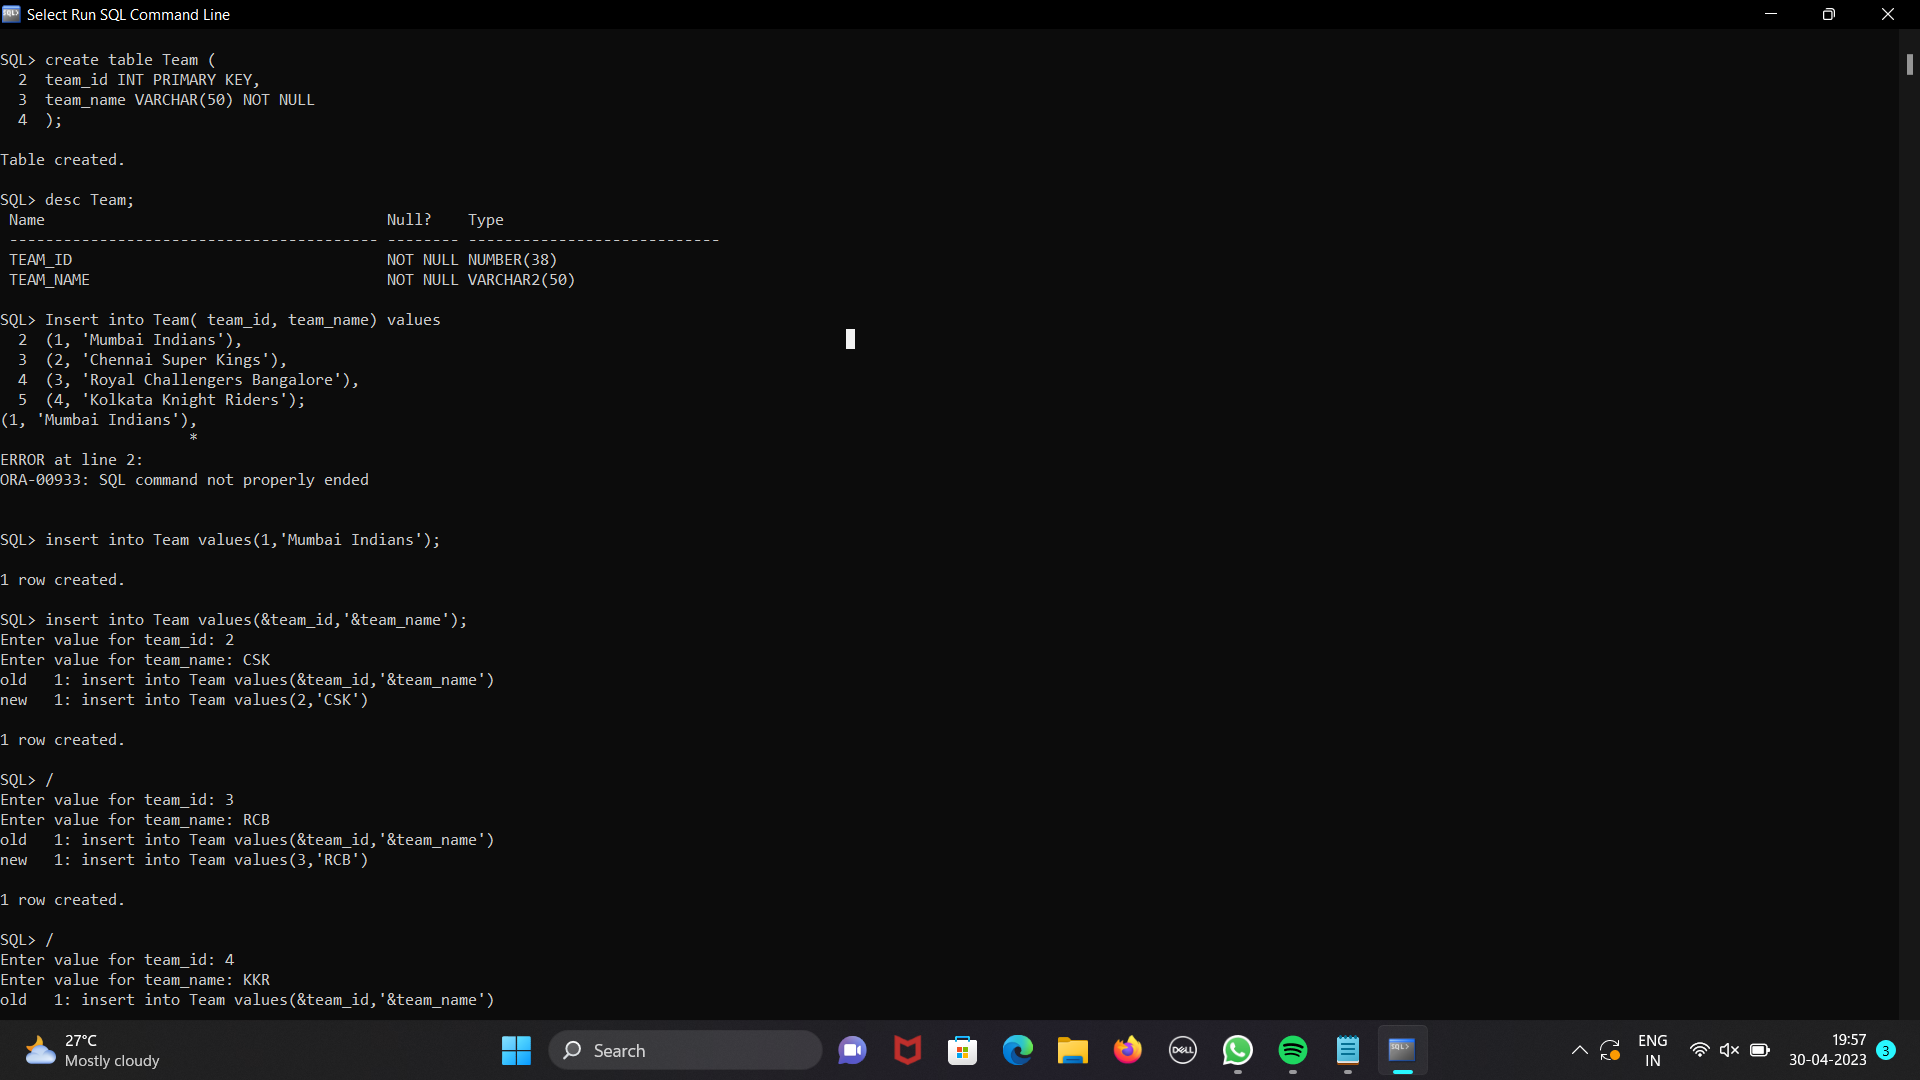 Select Run SQL Command Line
SQL> create table Team (
  2  team_id INT PRIMARY KEY,
  3  team_name VARCHAR(50) NOT NULL
  4  );
Table created.
SQL> desc Team;
 Name                                      Null?    Type
 ----------------------------------------- -------- ----------------------------
 TEAM_ID                                   NOT NULL NUMBER(38)
 TEAM_NAME                                 NOT NULL VARCHAR2(50)
SQL> Insert into Team( team_id, team_name) values
  2  (1, 'Mumbai Indians'),
  3  (2, 'Chennai Super Kings'),
  4  (3, 'Royal Challengers Bangalore'),
  5  (4, 'Kolkata Knight Riders');
(1, 'Mumbai Indians'),
                     *
ERROR at line 2:
ORA-00933: SQL command not properly ended
SQL> insert into Team values(1,'Mumbai Indians');
1 row created.
SQL> insert into Team values(&team_id,'&team_name');
Enter value for team_id: 2
Enter value for team_name: CSK
old   1: insert into Team values(&team_id,'&team_name')
new   1: insert into Team values(2,'CSK')
1 row created.
SQL> /
Enter value for team_id: 3
Enter value for team_name: RCB
old   1: insert into Team values(&team_id,'&team_name')
new   1: insert into Team values(3,'RCB')
1 row created.
SQL> /
Enter value for team_id: 4
Enter value for team_name: KKR
old   1: insert into Team values(&team_id,'&team_name')
27°C
Mostly cloudy
Search
DELL
SQL>
ENG
IN
19:57
30-04-2023
3